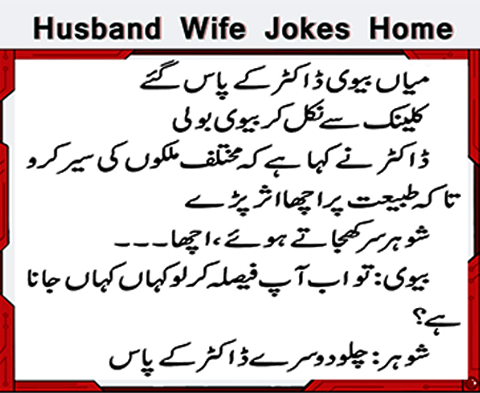 Husband Wife Jokes Home
میاں بیوی ڈاکٹر کے پاس گئے
کلینک سے نکل کر بیوی بولی
ڈاکٹر نے کہا ہے کہ مختلف ملکوں کی سیر کرو
تاکہ طبیعت پر اچھا اثر پڑے
شوہر سر کھجاتے ہوئے، اچھا۔۔۔
بیوی: تو اب آپ فیصلہ کر لو کہاں کہاں جانا
ہے؟
شوہر: چلو دوسرے ڈاکٹر کے پاس